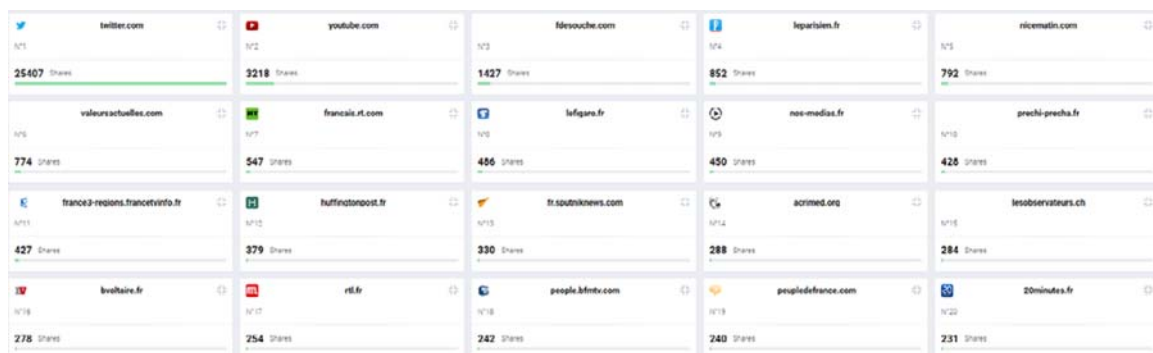 twitter.com
N°1
25407 Shares
youtube.com
N°2
3218 Shares
fdesouche.com
N°3
1427 Shares
leparisien.fr
N°4
852 Shares
nicematin.com
N°5
792 Shares
valeursactuelles.com
N°6
774 Shares
RT
francais.rt.com
N°7
547 Shares
lefigaro.fr
N°8
486 Shares
nos-medias.fr
N°9
450 Shares
prechi-precha.fr
N°10
428 Shares
france3-regions.francetvinfo.fr
N°11
427 Shares
H
huffingtonpost.fr
N°12
379 Shares
fr.sputniknews.com
N°13
330 Shares
acrimed.org
N°14
288 Shares
lesobservateurs.ch
N°15
284 Shares
BV
bvoltaire.fr
N°16
278 Shares
RTL
rtl.fr
N°17
254 Shares
people.bfmtv.com
N°18
242 Shares
peupledefrance.com
N°19
240 Shares
20
20minutes.fr
N°20
231 Shares